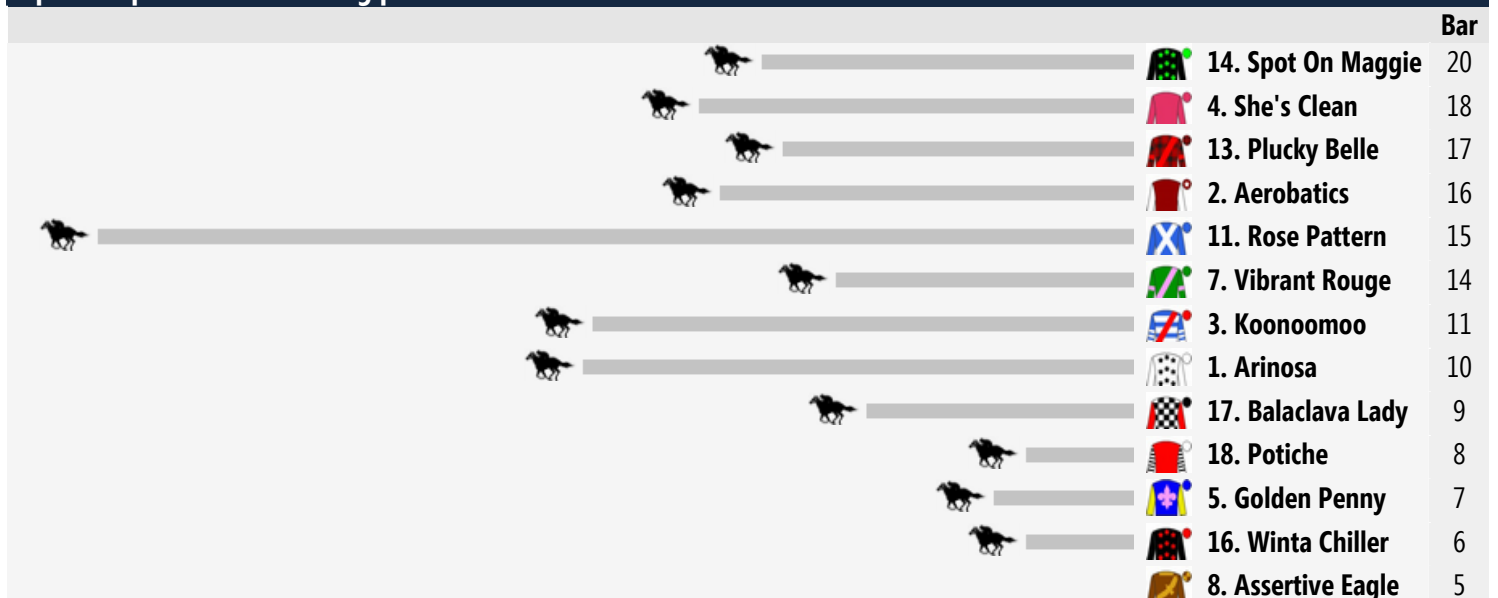 Bar
14. Spot On Maggie 20
4. She's Clean 18
13. Plucky Belle 17
2. Aerobatics 16
11. Rose Pattern 15
7. Vibrant Rouge 14
3. Koonoomoo 11
1. Arinosa 10
17. Balaclava Lady 9
18. Potiche 8
5. Golden Penny 7
16. Winta Chiller 6
8. Assertive Eagle 5